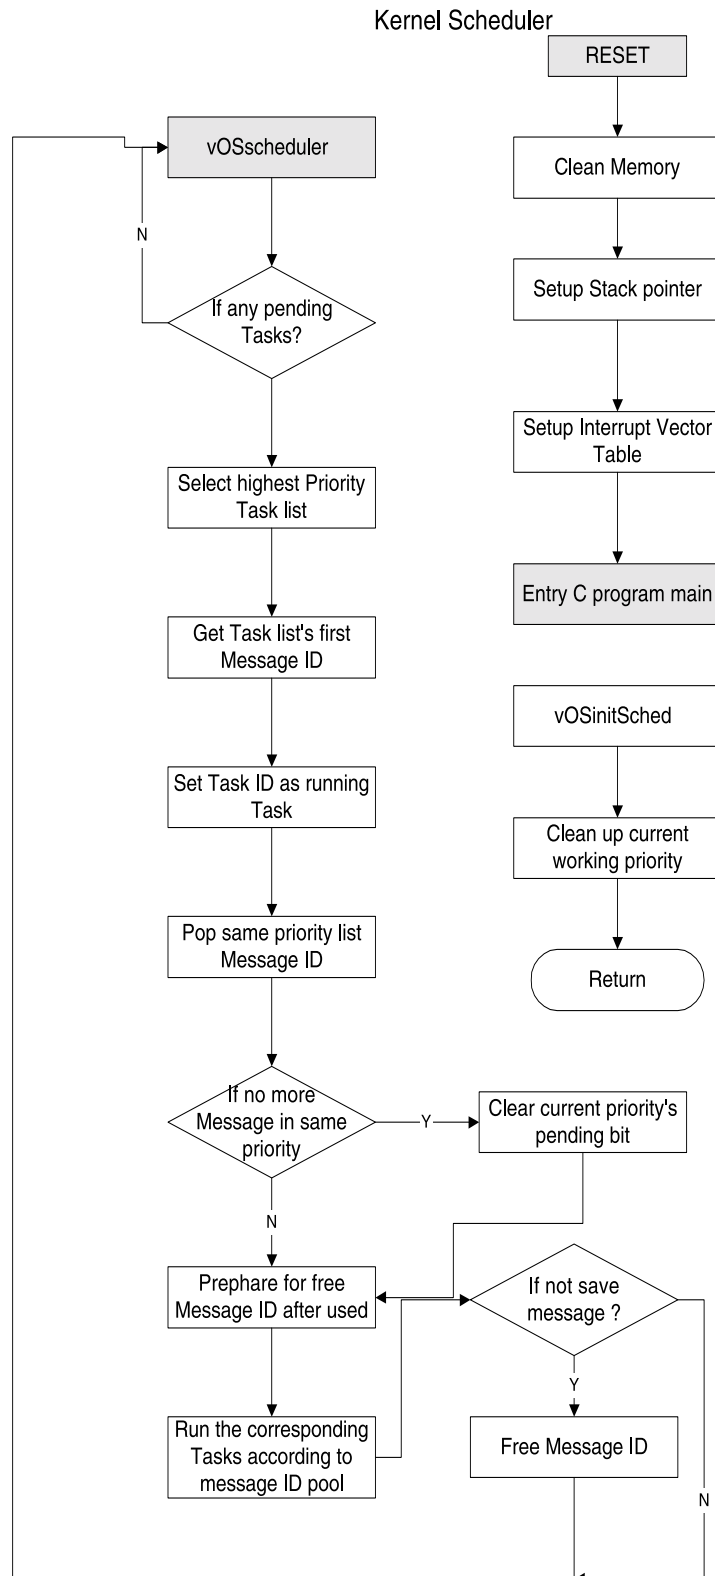 Kernel Scheduler
RESET
vOSscheduler
Clean Memory
N
Setup Stack pointer
If any pending
Tasks?
Setup Interrupt Vector
Table
Select highest Priority
Task list
Entry C program main
Get Task list's first
Message ID
vOSinitSched
Set Task ID as running
Task
Clean up current
working priority
Pop same priority list
Message ID
Return
If no more
Message in same
priority
Y
Clear current priority's
pending bit
N
Prephare for free
Message ID after used
If not save
message ?
Y
Run the corresponding
Tasks according to
message ID pool
Free Message ID
N